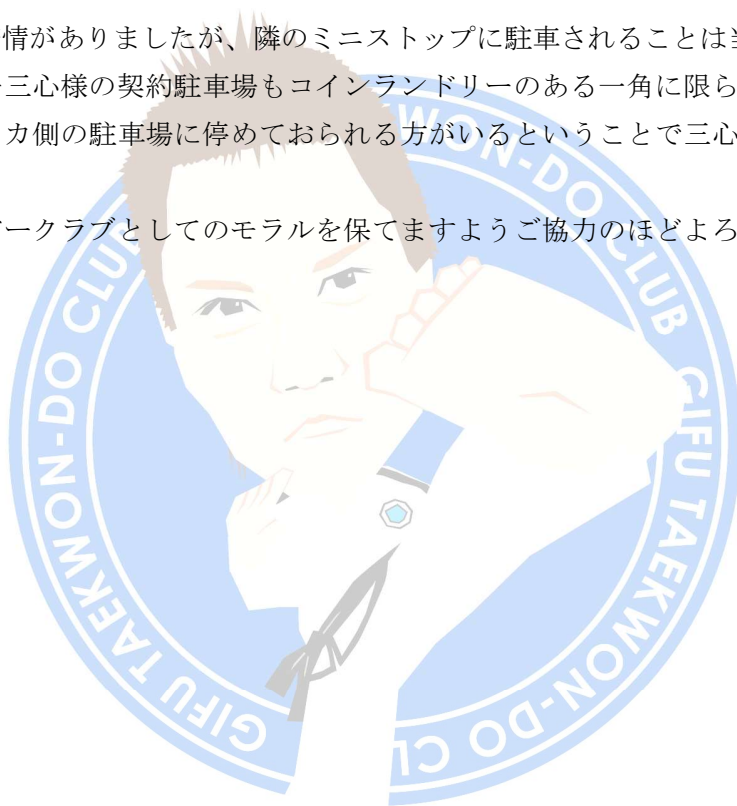 情がありましたが、隣のミニストップに駐車されることは当
三心様の契約駐車場もコインランドリーのある一角に限ら
カ側の駐車場に停めておられる方がいるということで三心
ークラブとしてのモラルを保てますようご協力のほどよろ
GIFU TAEKWON-DO CLUB
GIFU TAEKWON-DO CLUB